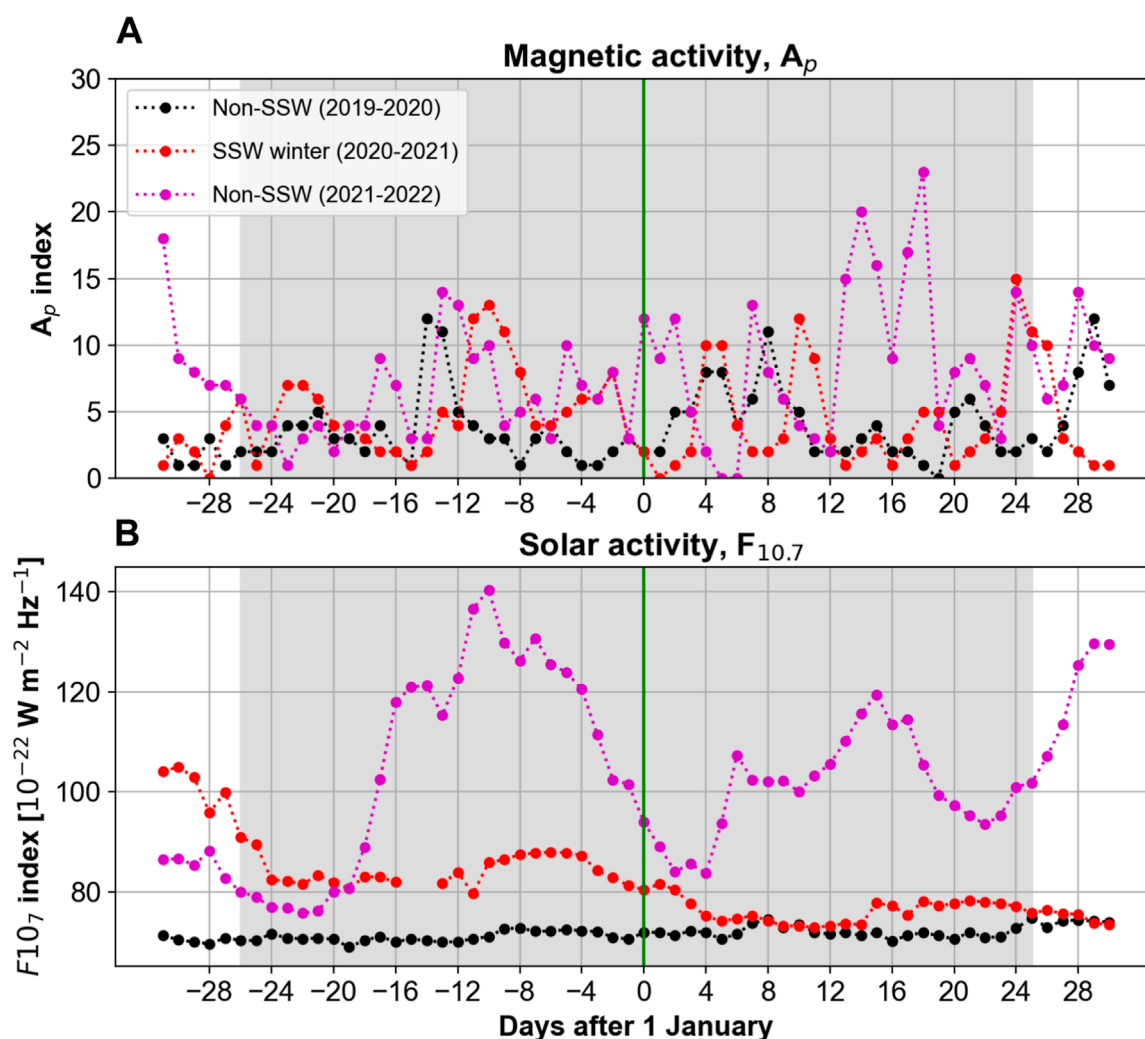 A
Magnetic activity, Aₚ
30
25
20
15
10
5
0
Aₚ index
Non-SSW (2019-2020)
SSW winter (2020-2021)
Non-SSW (2021-2022)
−28 −24 −20 −16 −12 −8 −4 0 4 8 12 16 20 24 28
B
Solar activity, F₁₀.₇
140
120
100
80
F10₇ index [10⁻²² W m⁻² Hz⁻¹]
−28 −24 −20 −16 −12 −8 −4 0 4 8 12 16 20 24 28
Days after 1 January